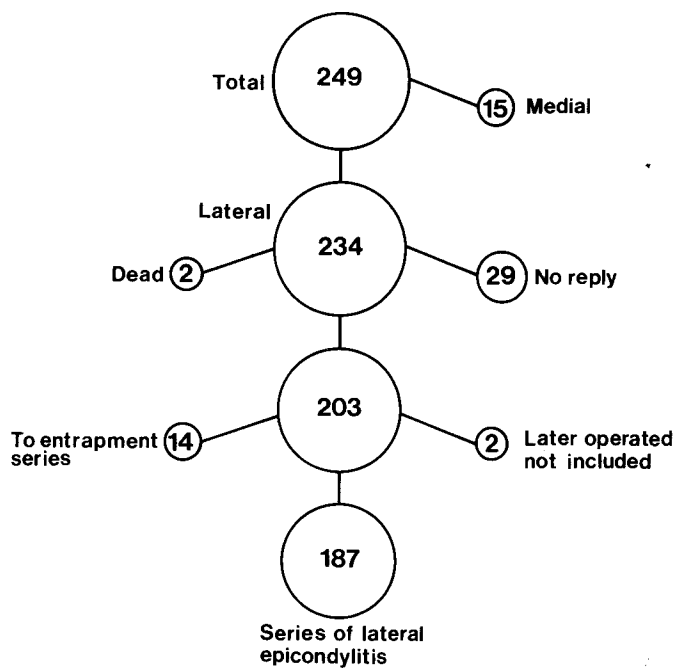 Total
249
15 Medial
Lateral
234
Dead 2
29 No reply
203
To entrapment 14
series
2 Later operated
not included
187
Series of lateral
epicondylitis